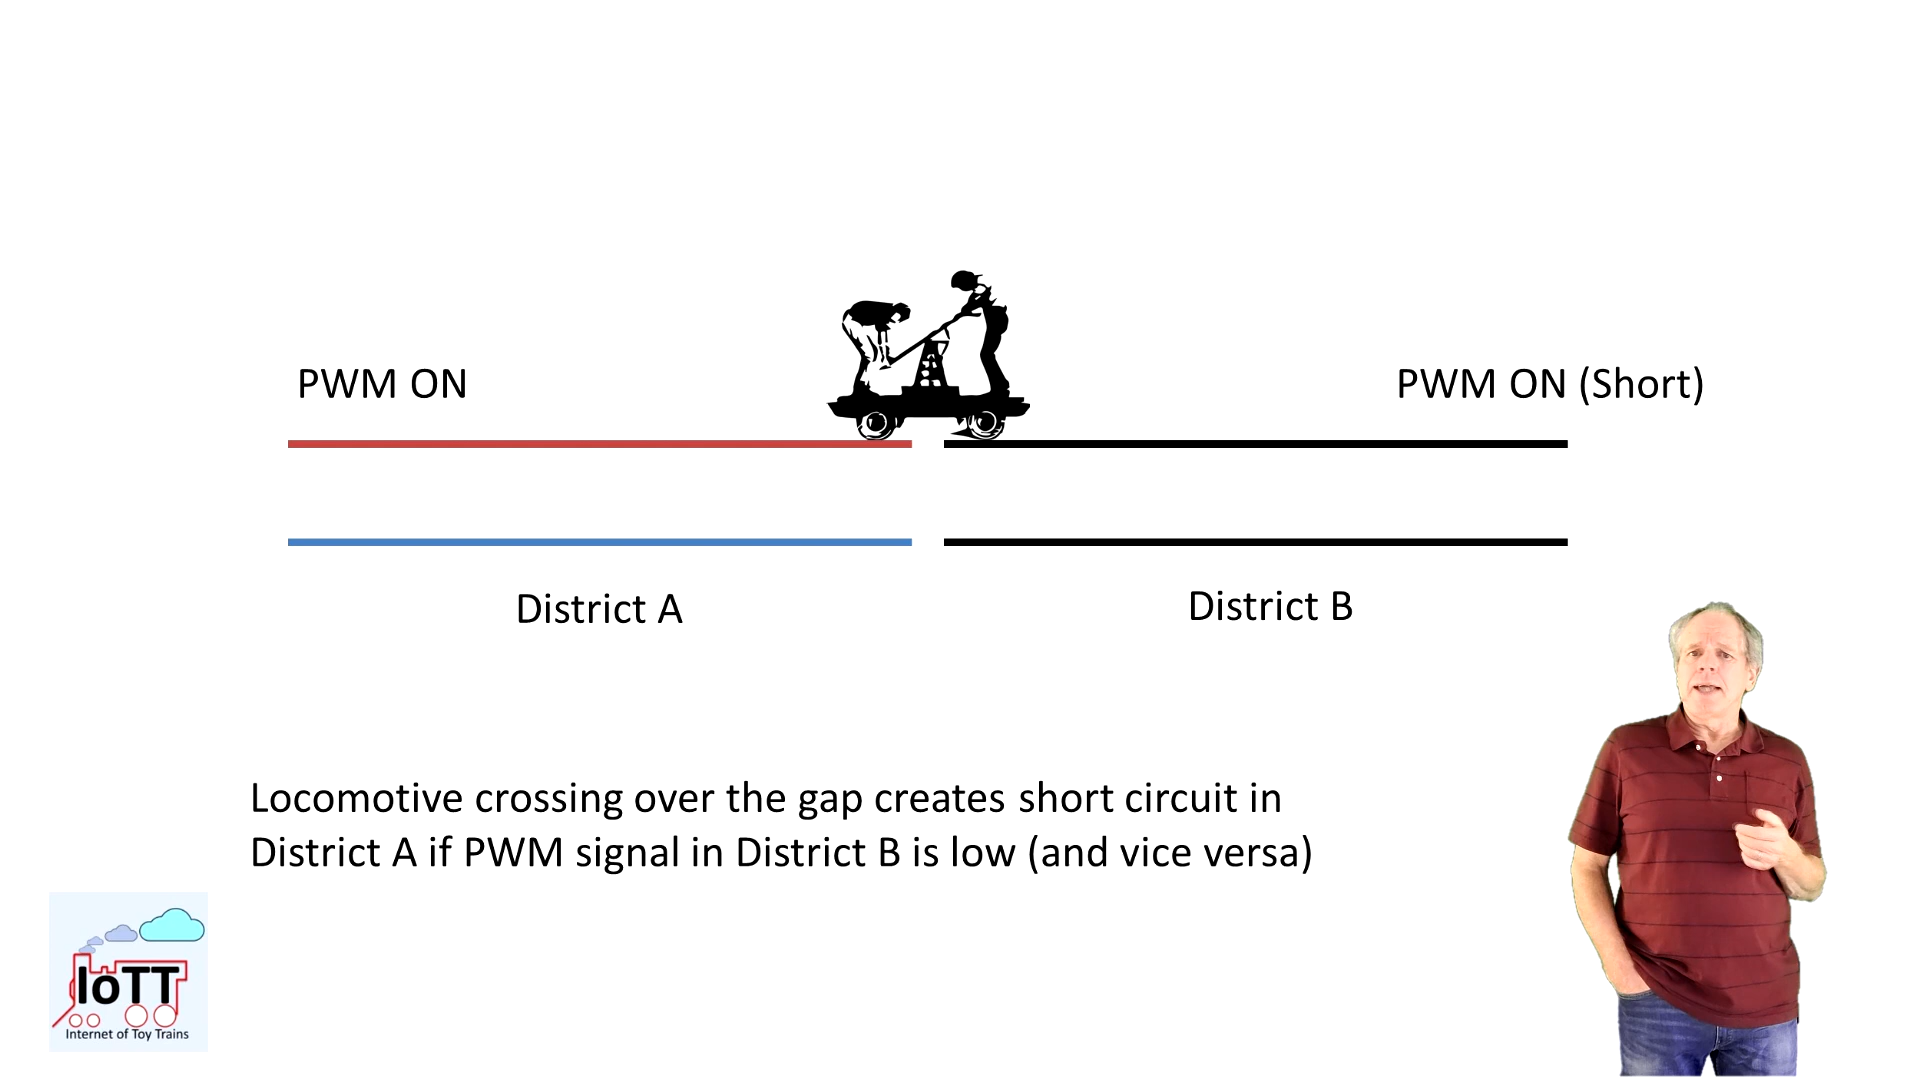 PWM ON
PWM ON (Short)
District A
District B
Locomotive crossing over the gap creates short circuit in
District A if PWM signal in District B is low (and vice versa)
IoTT
Internet of Toy Trains